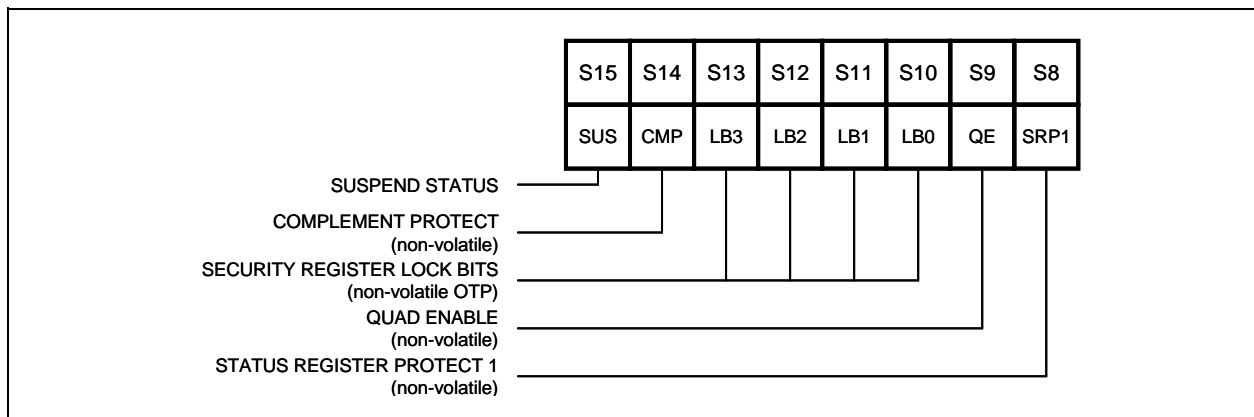 S15 S14 S13 S12 S11 S10 S9 S8
SUS CMP LB3 LB2 LB1 LB0 QE SRP1
SUSPEND STATUS
COMPLEMENT PROTECT
(non-volatile)
SECURITY REGISTER LOCK BITS
(non-volatile OTP)
QUAD ENABLE
(non-volatile)
STATUS REGISTER PROTECT 1
(non-volatile)